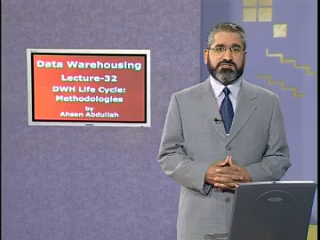 Data Warehousing
Lecture-32
DWH Life Cycle:
Methodologies
by
Ahsan Abdullah